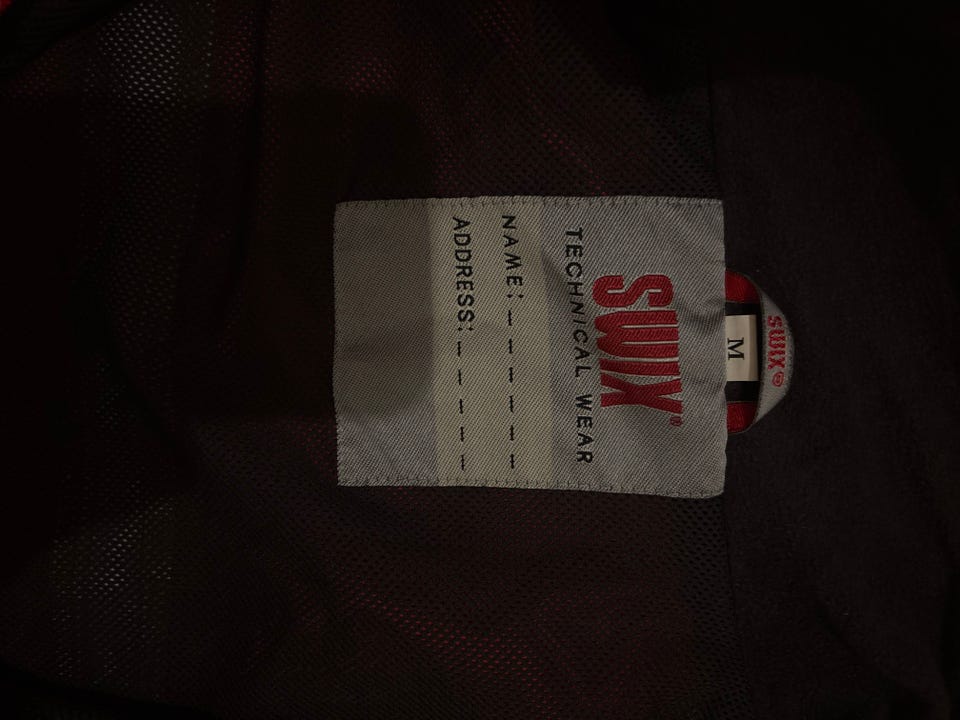 SWIX®
M
SWIX®
TECHNICAL WEAR
NAME: _ _ _ _
ADDRESS: _ _ _ _